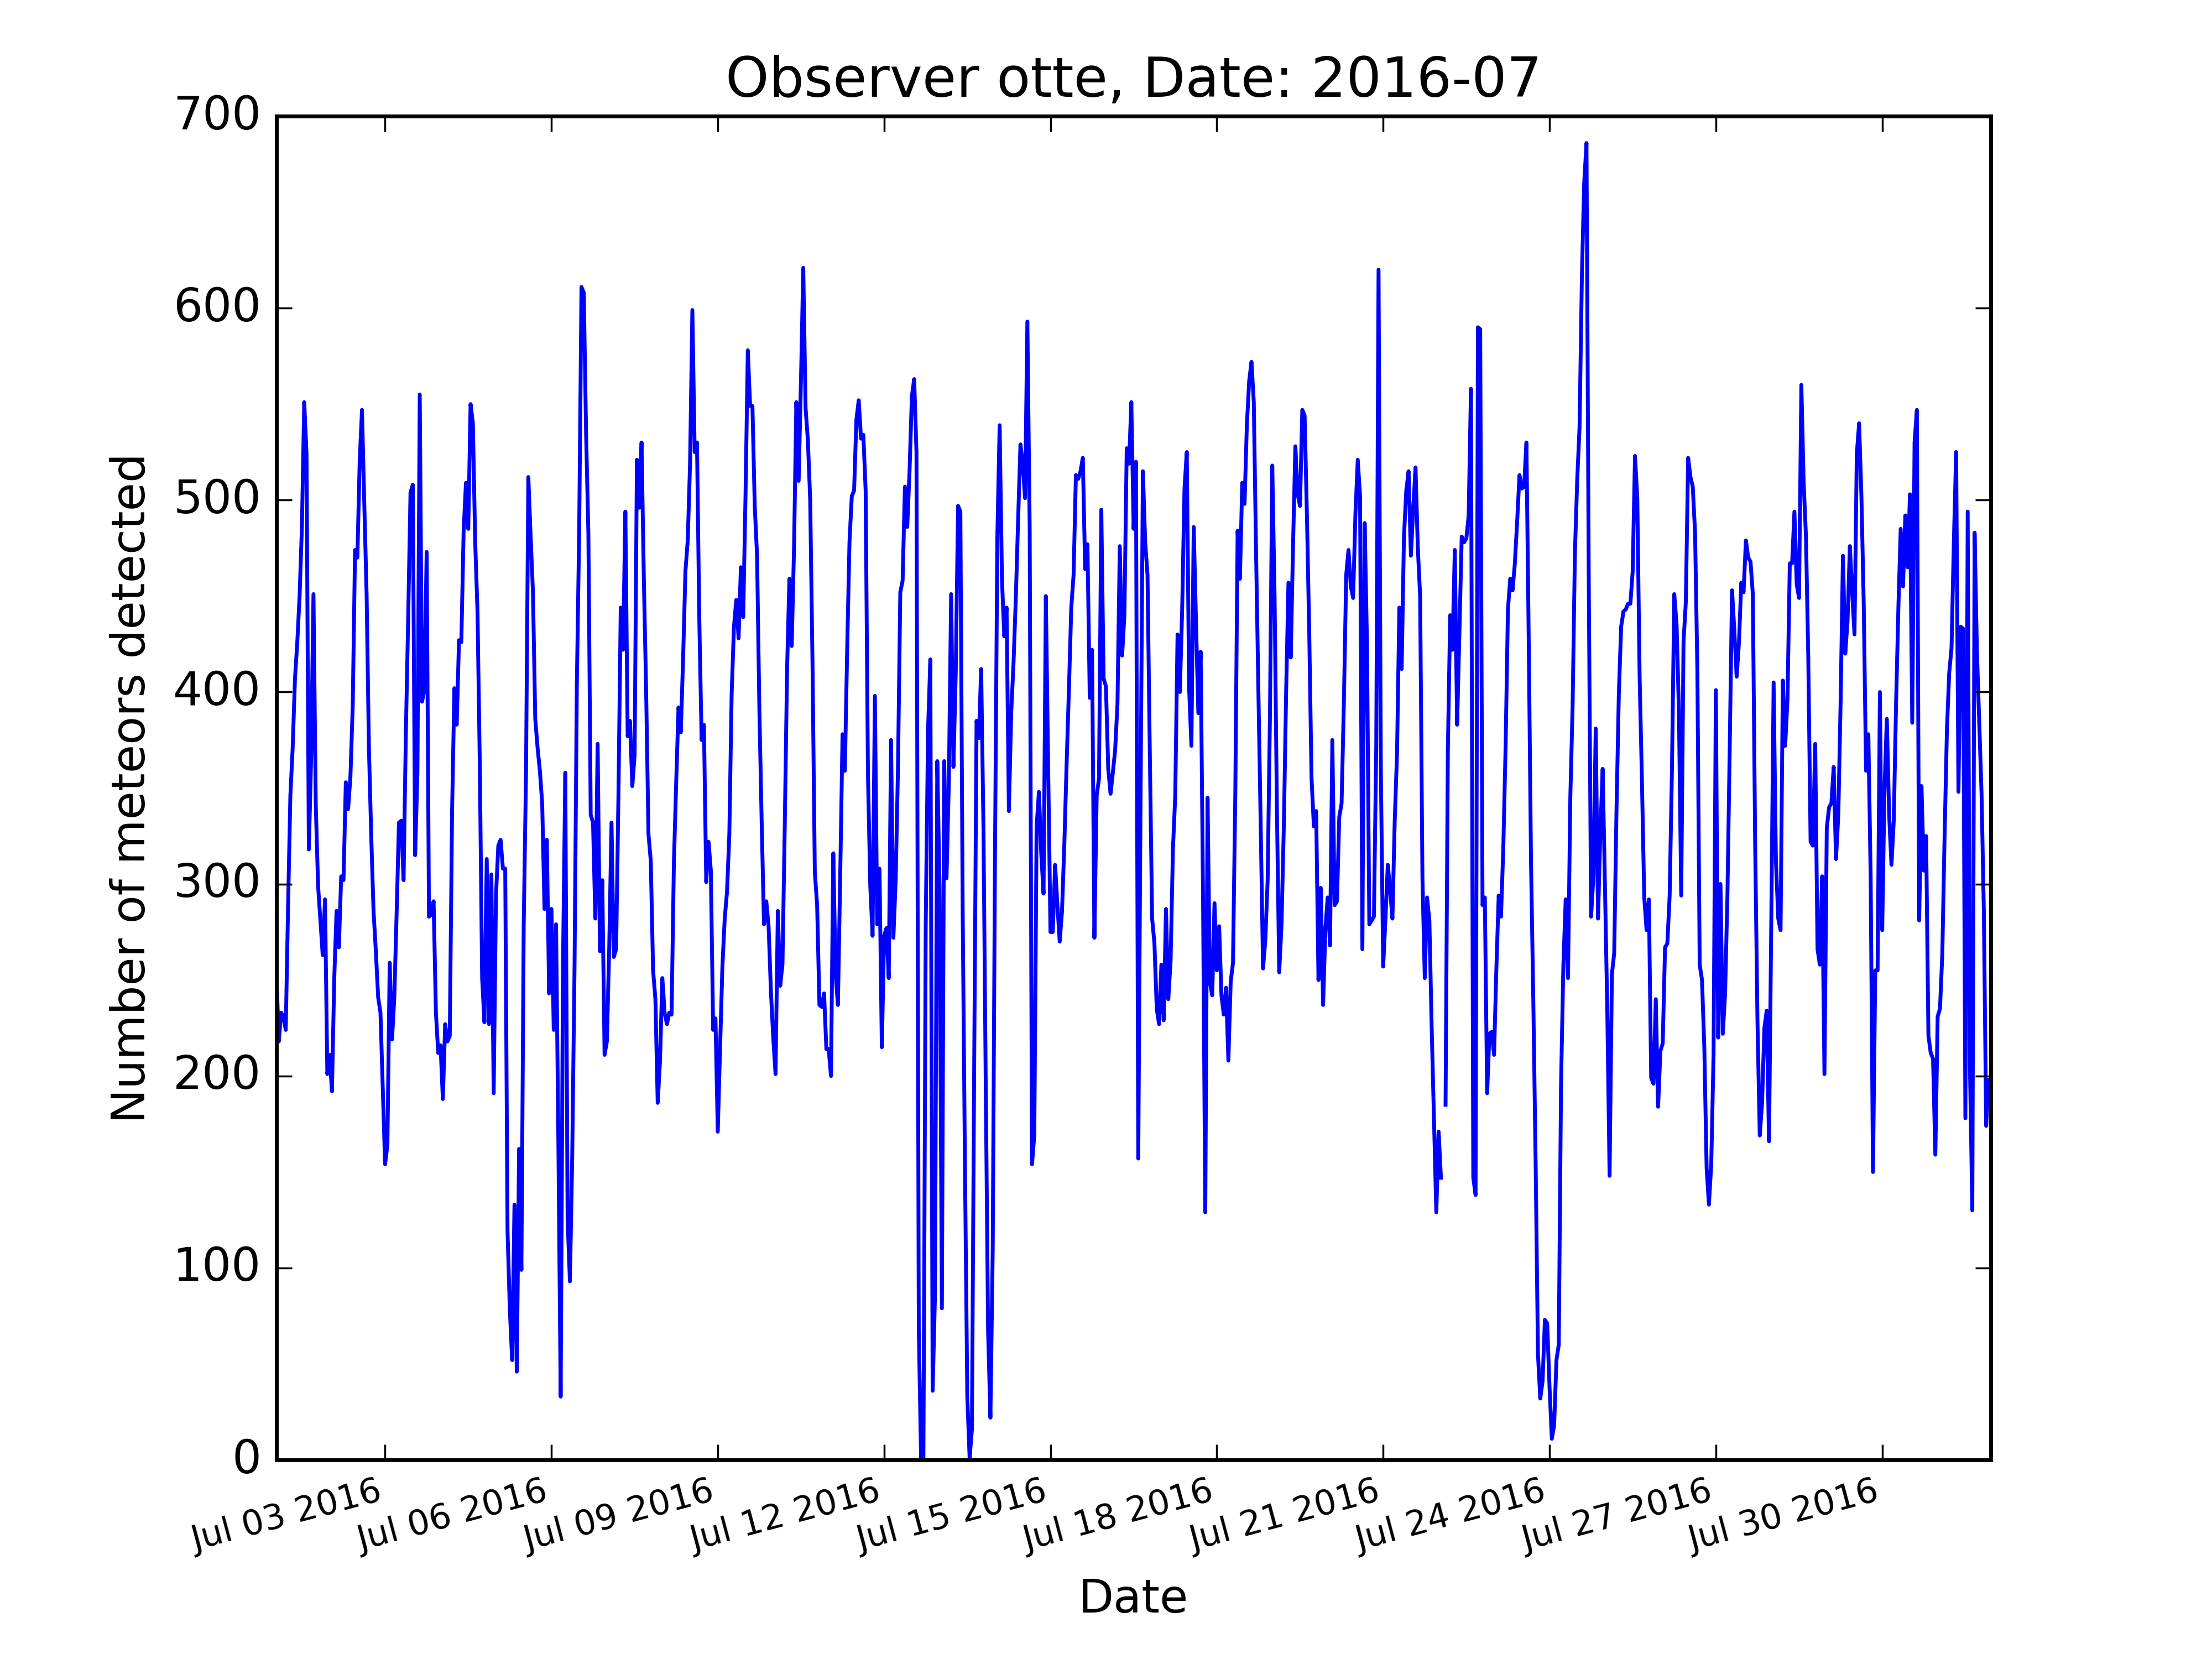 Observer otte, Date: 2016-07
700
600
500
400
300
200
100
0
Number of meteors detected
Jul 03 2016
Jul 06 2016
Jul 09 2016
Jul 12 2016
Jul 15 2016
Jul 18 2016
Jul 21 2016
Jul 24 2016
Jul 27 2016
Jul 30 2016
Date